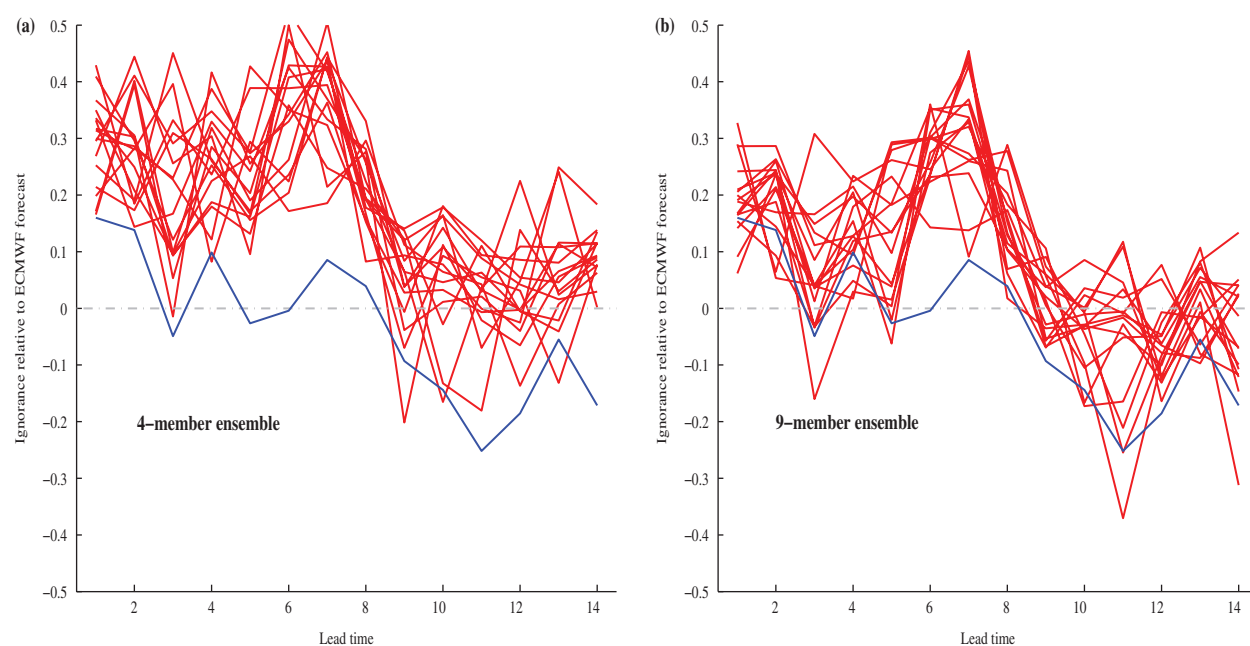 (a)
0.5
0.4
0.3
0.2
0.1
0
−0.1
−0.2
−0.3
−0.4
−0.5
Ignorance relative to ECMWF forecast
4−member ensemble
2 4 6 8 10 12 14
Lead time
(b)
0.5
0.4
0.3
0.2
0.1
0
−0.1
−0.2
−0.3
−0.4
−0.5
Ignorance relative to ECMWF forecast
9−member ensemble
2 4 6 8 10 12 14
Lead time